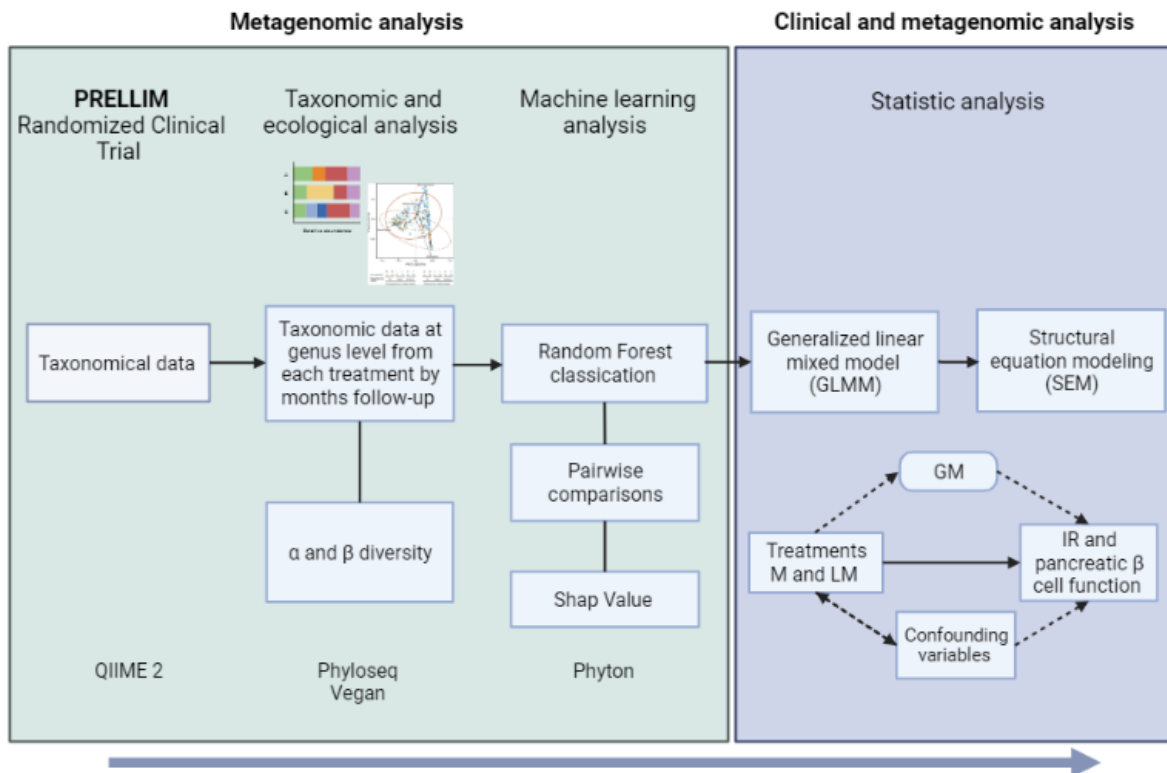 Metagenomic analysis
Clinical and metagenomic analysis
PRELLIM
Randomized Clinical
Trial
Taxonomic and
ecological analysis
Machine learning
analysis
Statistic analysis
Taxonomical data
Taxonomic data at
genus level from
each treatment by
months follow-up
Random Forest
classication
Generalized linear
mixed model
(GLMM)
Structural
equation modeling
(SEM)
α and β diversity
Pairwise
comparisons
Shap Value
GM
Treatments
M and LM
IR and
pancreatic β
cell function
Confounding
variables
QIIME 2
Phyloseq
Vegan
Phyton